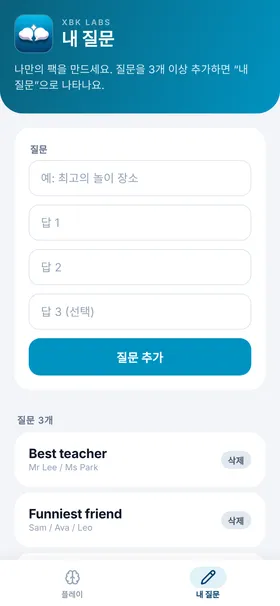 XBK LABS
내 질문
나만의 팩을 만드세요. 질문을 3개 이상 추가하면 “내
질문”으로 나타나요.
질문
예: 최고의 놀이 장소
답 1
답 2
답 3 (선택)
질문 추가
질문 3개
Best teacher
Mr Lee / Ms Park
삭제
Funniest friend
Sam / Ava / Leo
삭제
플레이
내 질문